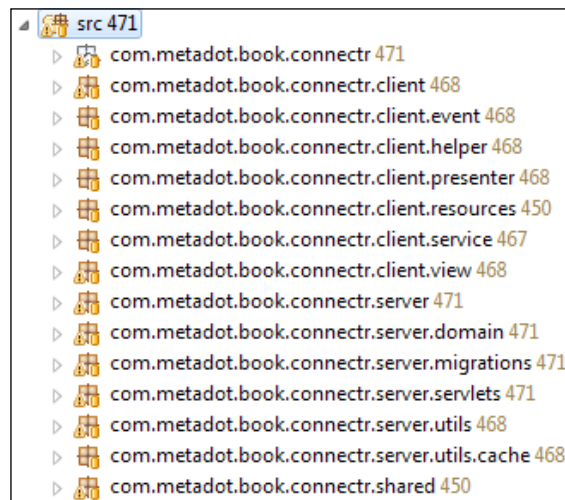 src 471
com.metadot.book.connectr 471
com.metadot.book.connectr.client 468
com.metadot.book.connectr.client.event 468
com.metadot.book.connectr.client.helper 468
com.metadot.book.connectr.client.presenter 468
com.metadot.book.connectr.client.resources 450
com.metadot.book.connectr.client.service 467
com.metadot.book.connectr.client.view 468
com.metadot.book.connectr.server 471
com.metadot.book.connectr.server.domain 471
com.metadot.book.connectr.server.migrations 471
com.metadot.book.connectr.server.servlets 471
com.metadot.book.connectr.server.utils 468
com.metadot.book.connectr.server.utils.cache 468
com.metadot.book.connectr.shared 450